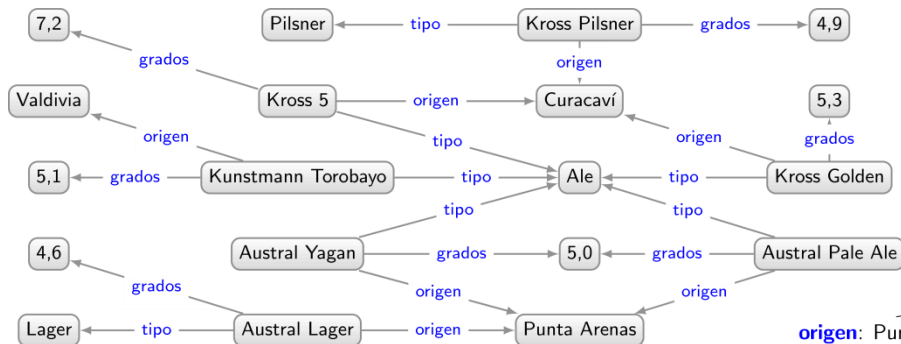 7,2
Pilsner
tipo
Kross Pilsner
grados
4,9
grados
origen
Valdivia
Kross 5
origen
Curacaví
5,3
origen
tipo
origen
grados
5,1
grados
Kunstmann Torobayo
tipo
Ale
tipo
Kross Golden
tipo
tipo
4,6
Austral Yagan
grados
5,0
grados
Austral Pale Ale
grados
origen
origen
Lager
tipo
Austral Lager
origen
Punta Arenas
origen: